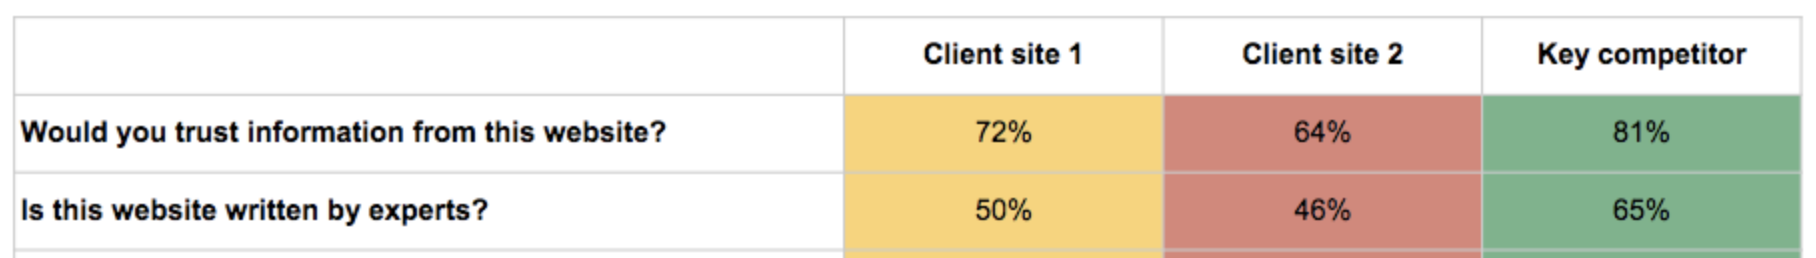 Client site 1 Client site 2 Key competitor
Would you trust information from this website? 72% 64% 81%
Is this website written by experts? 50% 46% 65%